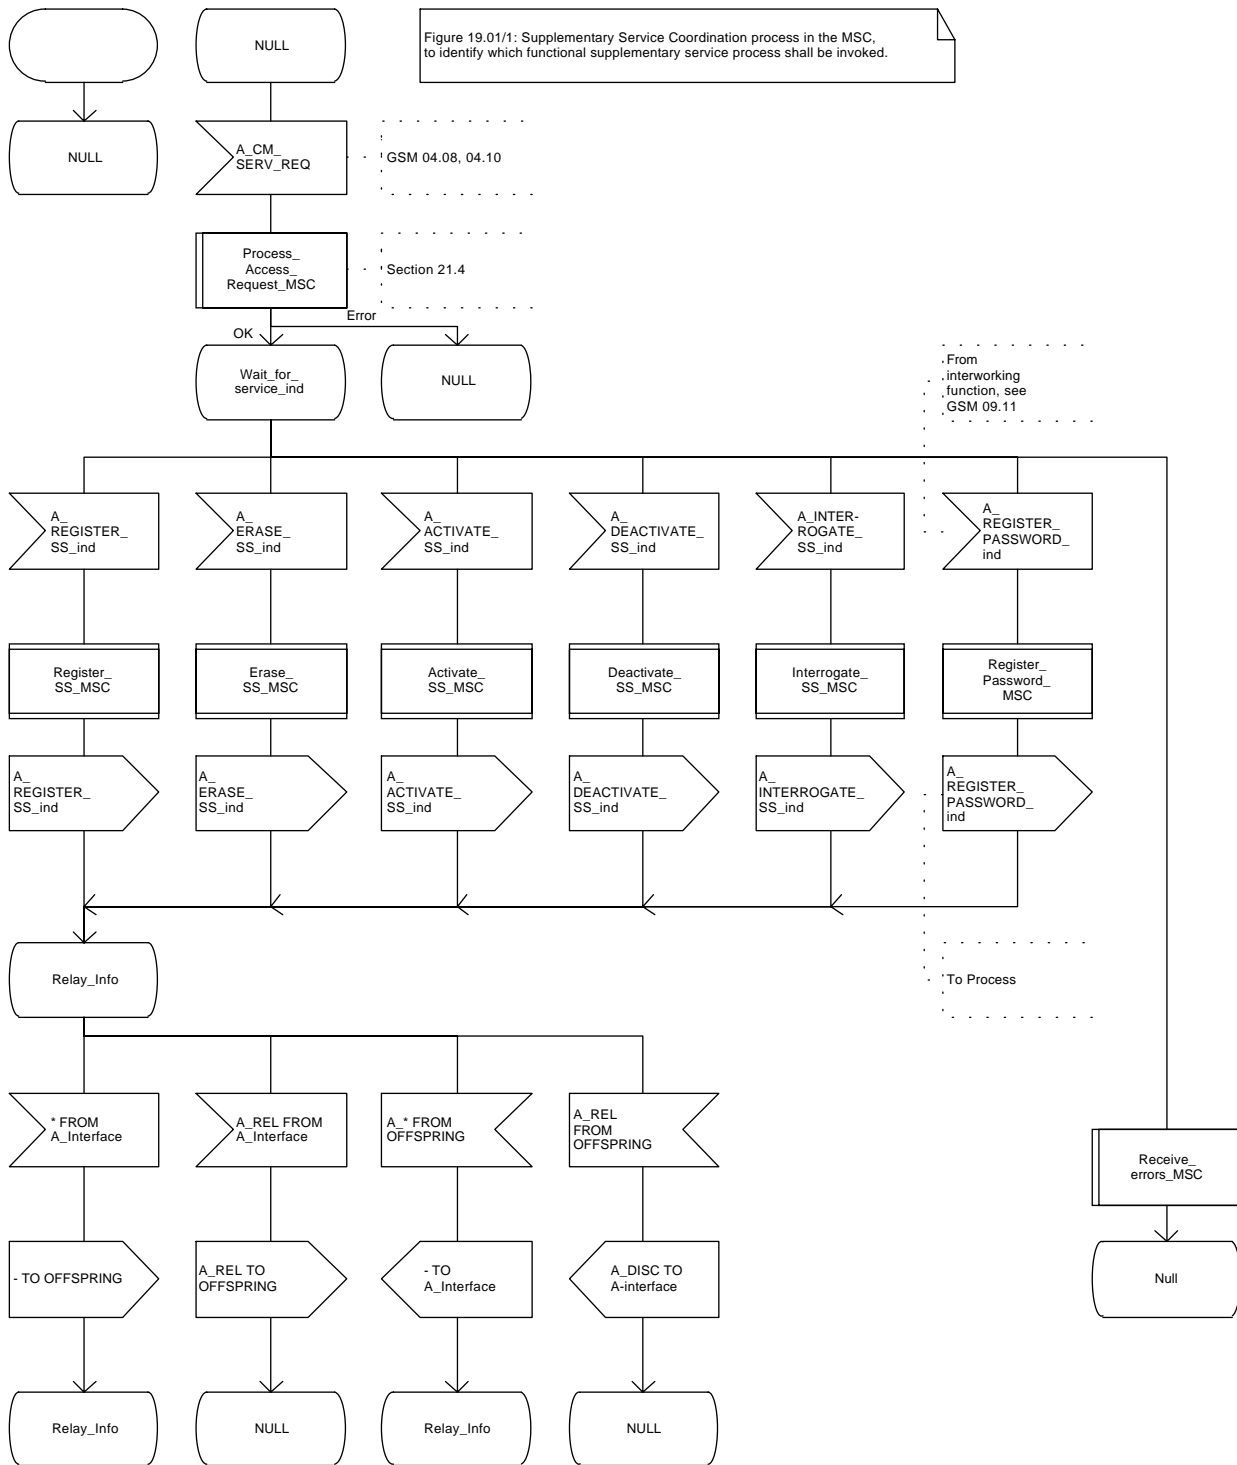 NULL
Figure 19.01/1: Supplementary Service Coordination process in the MSC,
to identify which functional supplementary service process shall be invoked.
NULL
A_CM_
SERV_REQ
GSM 04.08, 04.10
Process_
Access_
Request_MSC
Section 21.4
Error
OK
Wait_for_
service_ind
NULL
From
interworking
function, see
GSM 09.11
A_
REGISTER_
SS_ind
A_
ERASE_
SS_ind
A_
ACTIVATE_
SS_ind
A_
DEACTIVATE_
SS_ind
A_INTER-
ROGATE_
SS_ind
A_
REGISTER_
PASSWORD_
ind
Register_
SS_MSC
Erase_
SS_MSC
Activate_
SS_MSC
Deactivate_
SS_MSC
Interrogate_
SS_MSC
Register_
Password_
MSC
A_
REGISTER_
SS_ind
A_
ERASE_
SS_ind
A_
ACTIVATE_
SS_ind
A_
DEACTIVATE_
SS_ind
A_
INTERROGATE_
SS_ind
A_
REGISTER_
PASSWORD_
ind
Relay_Info
To Process
* FROM
A_Interface
A_REL FROM
A_Interface
A_* FROM
OFFSPRING
A_REL
FROM
OFFSPRING
Receive_
errors_MSC
- TO OFFSPRING
A_REL TO
OFFSPRING
- TO
A_Interface
A_DISC TO
A-interface
Null
Relay_Info
NULL
Relay_Info
NULL